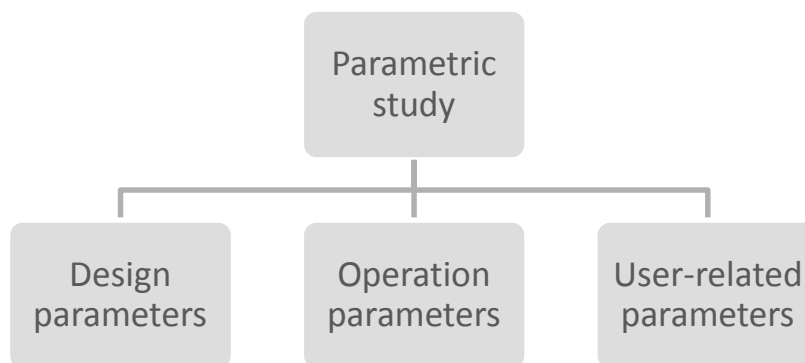 Parametric
study
Design
parameters
Operation
parameters
User-related
parameters